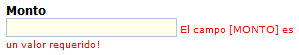 Monto
El campo [MONTO] es
un valor requerido!